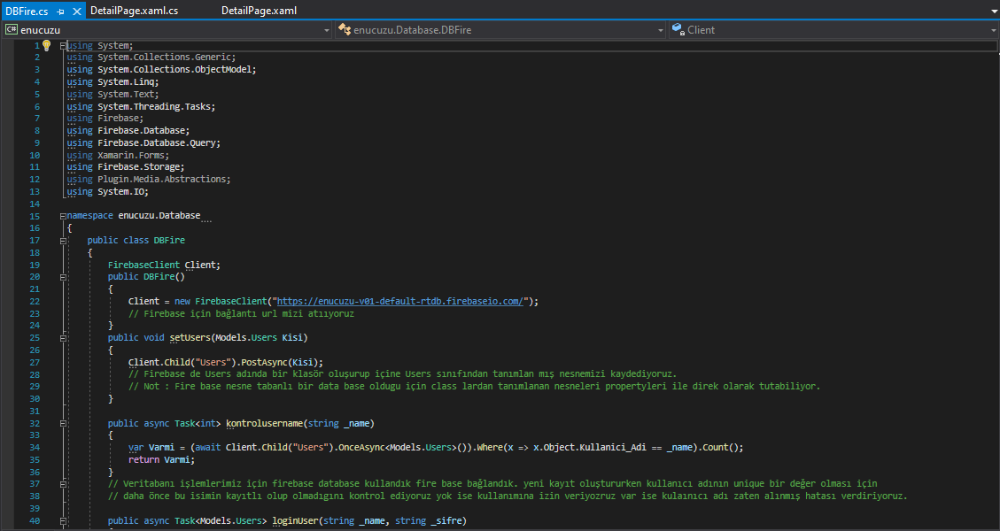 DBFire.cs DetailPage.xaml.cs DetailPage.xaml
C# enucuzu enucuzu.Database.DBFire Client
1 using System;
2 using System.Collections.Generic;
3 using System.Collections.ObjectModel;
4 using System.Linq;
5 using System.Text;
6 using System.Threading.Tasks;
7 using Firebase;
8 using Firebase.Database;
9 using Firebase.Database.Query;
10 using Xamarin.Forms;
11 using Firebase.Storage;
12 using Plugin.Media.Abstractions;
13 using System.IO;
14
15 namespace enucuzu.Database
16 {
17 public class DBFire
18 {
19 FirebaseClient Client;
20 public DBFire()
21 {
22 Client = new FirebaseClient("https://enucuzu-v01-default-rtdb.firebaseio.com/");
23 // Firebase için bağlantı url mizi atııyoruz
24 }
25 public void setUsers(Models.Users Kisi)
26 {
27 Client.Child("Users").PostAsync(Kisi);
28 // Firebase de Users adında bir klasör oluşurup içine Users sınıfından tanımlan mış nesnemizi kaydediyoruz.
29 // Not : Fire base nesne tabanlı bir data base oldugu için class lardan tanımlanan nesneleri propertyleri ile direk olarak tutabiliyor.
30 }
31
32 public async Task<int> kontrolusername(string _name)
33 {
34 var Varmi = (await Client.Child("Users").OnceAsync<Models.Users>()).Where(x => x.Object.Kullanici_Adi == _name).Count();
35 return Varmi;
36 }
37 // Veritabanı işlemlerimiz için firebase database kullandık fire base bağlandık. yeni kayıt oluştururken kullanıcı adının unique bir değer olması için
38 // daha önce bu isimin kayıtlı olup olmadıgını kontrol ediyoruz yok ise kullanımına izin veriyozruz var ise kulaınıcı adı zaten alınmış hatası verdiriyoruz.
39
40 public async Task<Models.Users> loginUser(string _name, string _sifre)